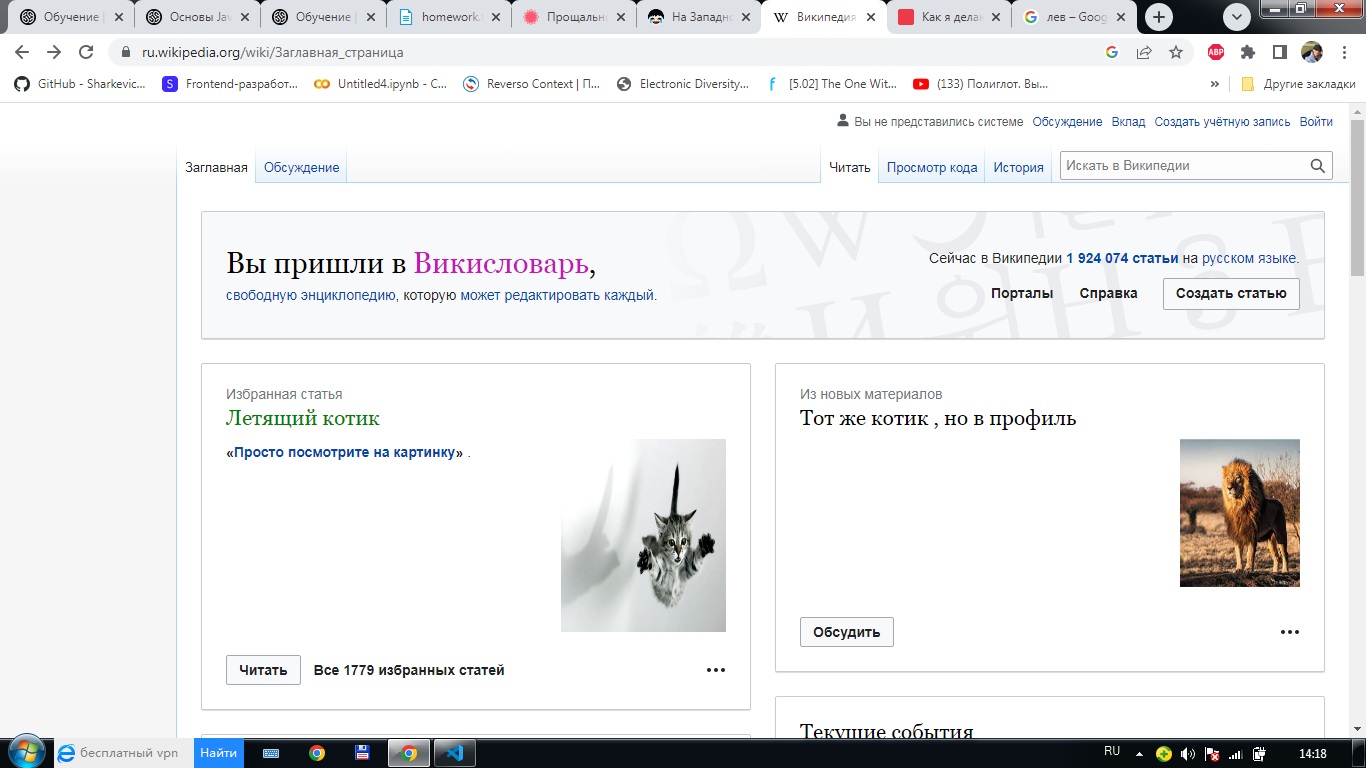 Обучение
Основы Jav
Обучение
homework.
Прощальн
На Западн
Википедия
Как я дела
лев – Goog
ru.wikipedia.org/wiki/Заглавная_страница
ABP
GitHub - Sharkevic...
S Frontend-разработ...
Untitled4.ipynb - C...
Reverso Context | П...
Electronic Diversity...
f [5.02] The One Wit...
(133) Полиглот. Вы...
»
Другие закладки
Вы не представились системе Обсуждение Вклад Создать учётную запись Войти
Заглавная Обсуждение Читать Просмотр кода История Искать в Википедии
Вы пришли в Викисловарь,
свободную энциклопедию, которую может редактировать каждый.
Сейчас в Википедии 1 924 074 статьи на русском языке.
Порталы Справка Создать статью
Избранная статья
Летящий котик
«Просто посмотрите на картинку» .
Читать Все 1779 избранных статей
Из новых материалов
Тот же котик , но в профиль
Обсудить
Текущие события
бесплатный vpn Найти
RU 14:18